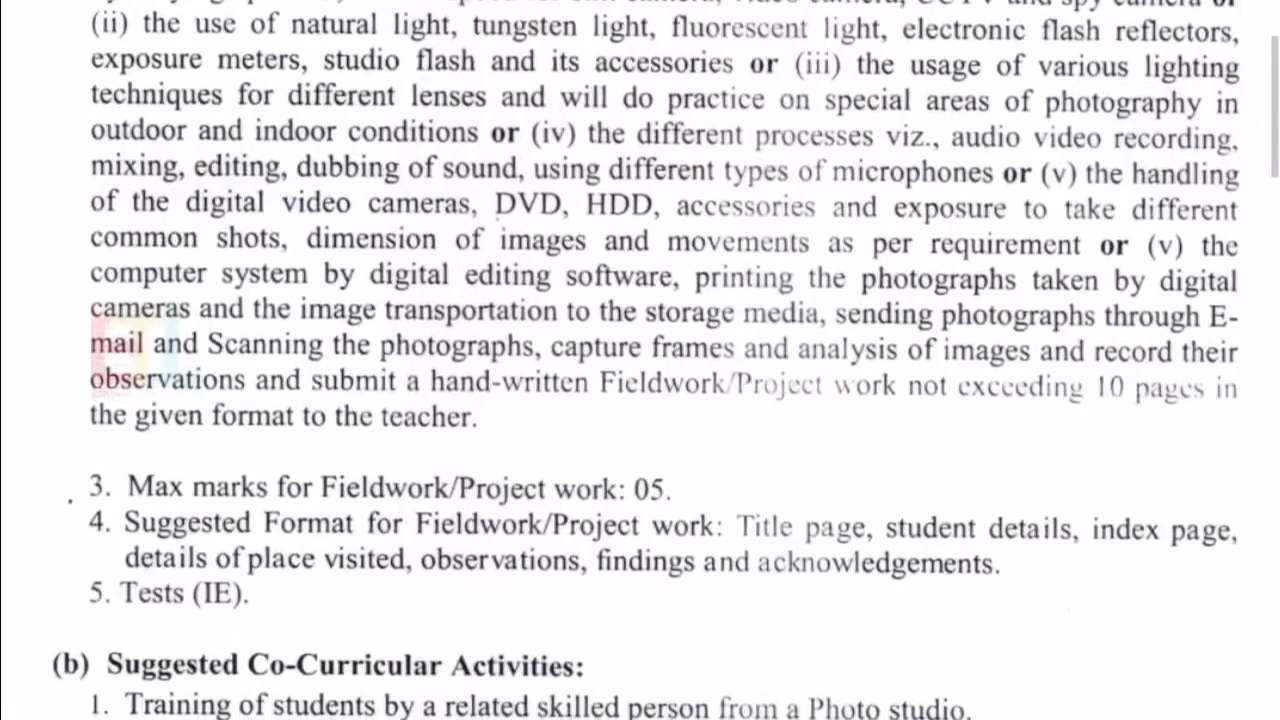 (ii) the use of natural light, tungsten light, fluorescent light, electronic flash reflectors,
exposure meters, studio flash and its accessories or (iii) the usage of various lighting
techniques for different lenses and will do practice on special areas of photography in
outdoor and indoor conditions or (iv) the different processes viz., audio video recording,
mixing, editing, dubbing of sound, using different types of microphones or (v) the handling
of the digital video cameras, DVD, HDD, accessories and exposure to take different
common shots, dimension of images and movements as per requirement or (v) the
computer system by digital editing software, printing the photographs taken by digital
cameras and the image transportation to the storage media, sending photographs through E-
mail and Scanning the photographs, capture frames and analysis of images and record their
observations and submit a hand-written Fieldwork/Project work not exceeding 10 pages in
the given format to the teacher.
3. Max marks for Fieldwork/Project work: 05.
4. Suggested Format for Fieldwork/Project work: Title page, student details, index page,
details of place visited, observations, findings and acknowledgements.
5. Tests (IE).
(b) Suggested Co-Curricular Activities:
1. Training of students by a related skilled person from a Photo studio.